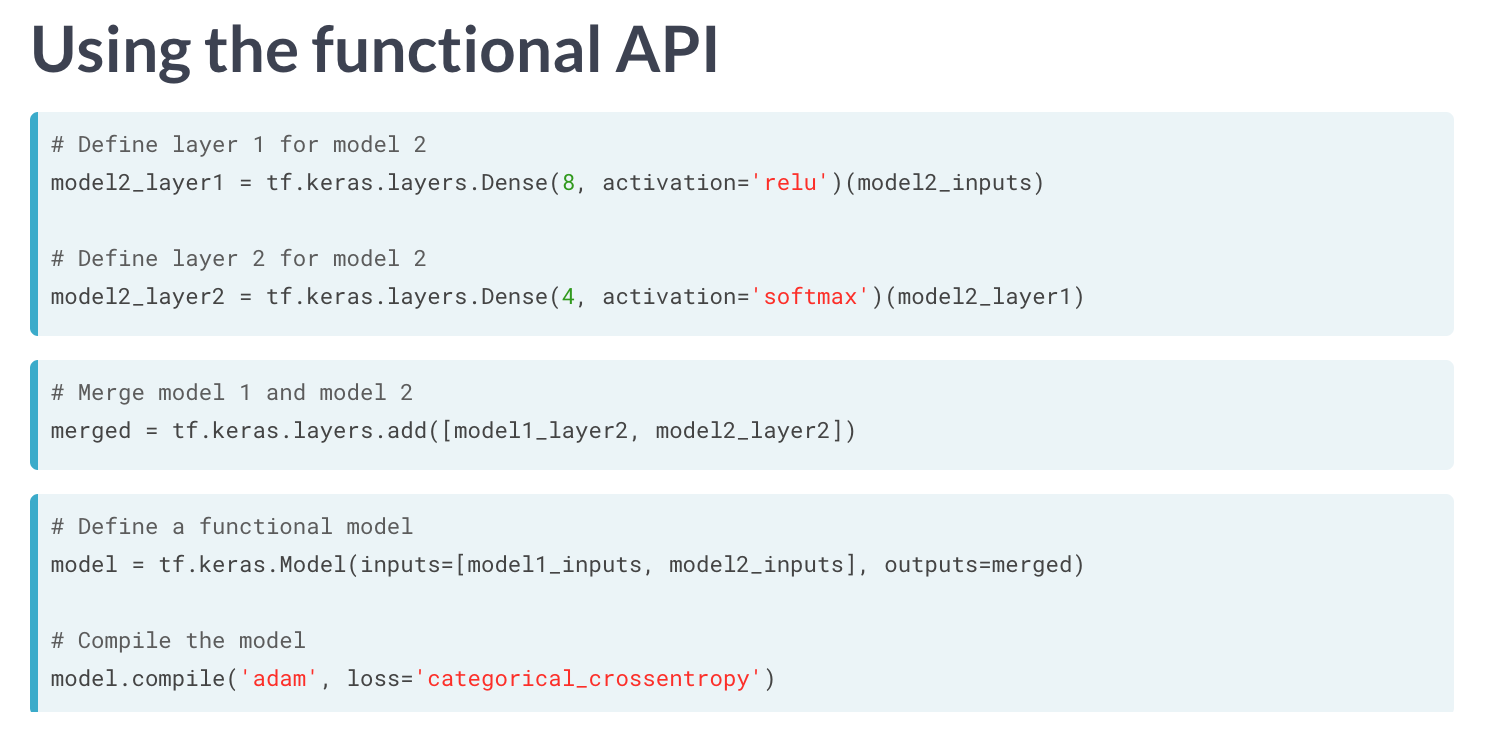 Using the functional API
# Define layer 1 for model 2
model2_layer1 = tf.keras.layers.Dense(8, activation='relu')(model2_inputs)
# Define layer 2 for model 2
model2_layer2 = tf.keras.layers.Dense(4, activation='softmax')(model2_layer1)
# Merge model 1 and model 2
merged = tf.keras.layers.add([model1_layer2, model2_layer2])
# Define a functional model
model = tf.keras.Model(inputs=[model1_inputs, model2_inputs], outputs=merged)
# Compile the model
model.compile('adam', loss='categorical_crossentropy')